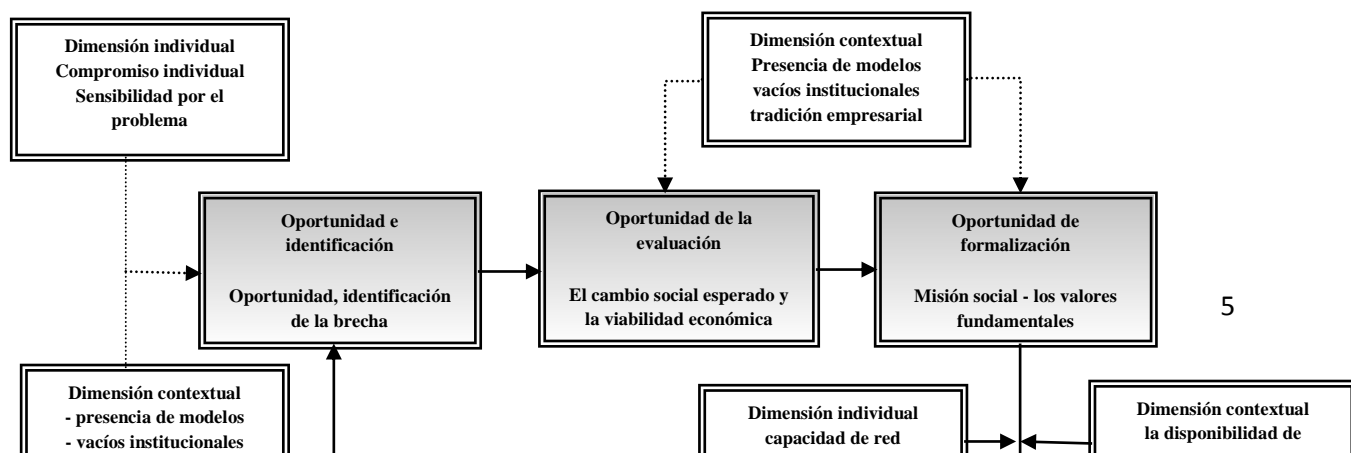 Dimensión individual
Compromiso individual
Sensibilidad por el
problema
Dimensión contextual
Presencia de modelos
vacíos institucionales
tradición empresarial
Oportunidad e
identificación
Oportunidad, identificación
de la brecha
Oportunidad de la
evaluación
El cambio social esperado y
la viabilidad económica
Oportunidad de
formalización
Misión social - los valores
fundamentales
5
Dimensión contextual
- presencia de modelos
- vacíos institucionales
Dimensión individual
capacidad de red
Dimensión contextual
la disponibilidad de